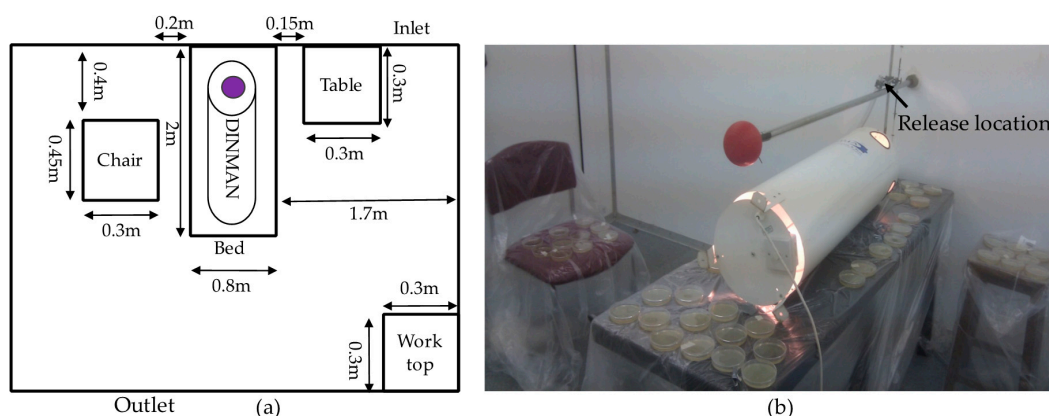 0.2m
0.15m
Inlet
0.4m
2m
Table
0.3m
DINMAN
0.45m
Chair
0.3m
0.3m
1.7m
Bed
0.8m
0.3m
0.3m
Work
top
Outlet
(a)
Release location
(b)